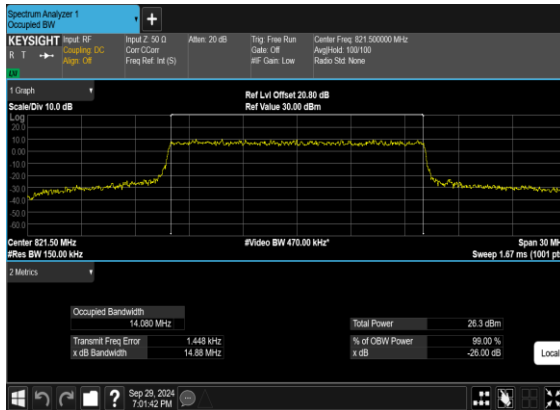 Spectrum Analyzer 1
Occupied BW
+
KEYSIGHT Input: RF Input Z: 50 Ω Atten: 20 dB Trig: Free Run Center Freq: 821.500000 MHz
R T Coupling: DC Corr CCorr Gate: Off Avg|Hold: 100/100
Align: Off Freq Ref: Int (S) #IF Gain: Low Radio Std: None
1 Graph
Ref Lvl Offset 20.80 dB
Scale/Div 10.0 dB Ref Value 30.00 dBm
Log
20.0
10.0
0.00
-10.0
-20.0
-30.0
-40.0
-50.0
-60.0
Center 821.50 MHz #Video BW 470.00 kHz* Span 30 MH
#Res BW 150.00 kHz Sweep 1.67 ms (1001 pt
2 Metrics
Occupied Bandwidth
14.080 MHz Total Power 26.3 dBm
Transmit Freq Error 1.448 kHz % of OBW Power 99.00 %
x dB Bandwidth 14.88 MHz x dB -26.00 dB
Local
? Sep 29, 2024
7:01:42 PM